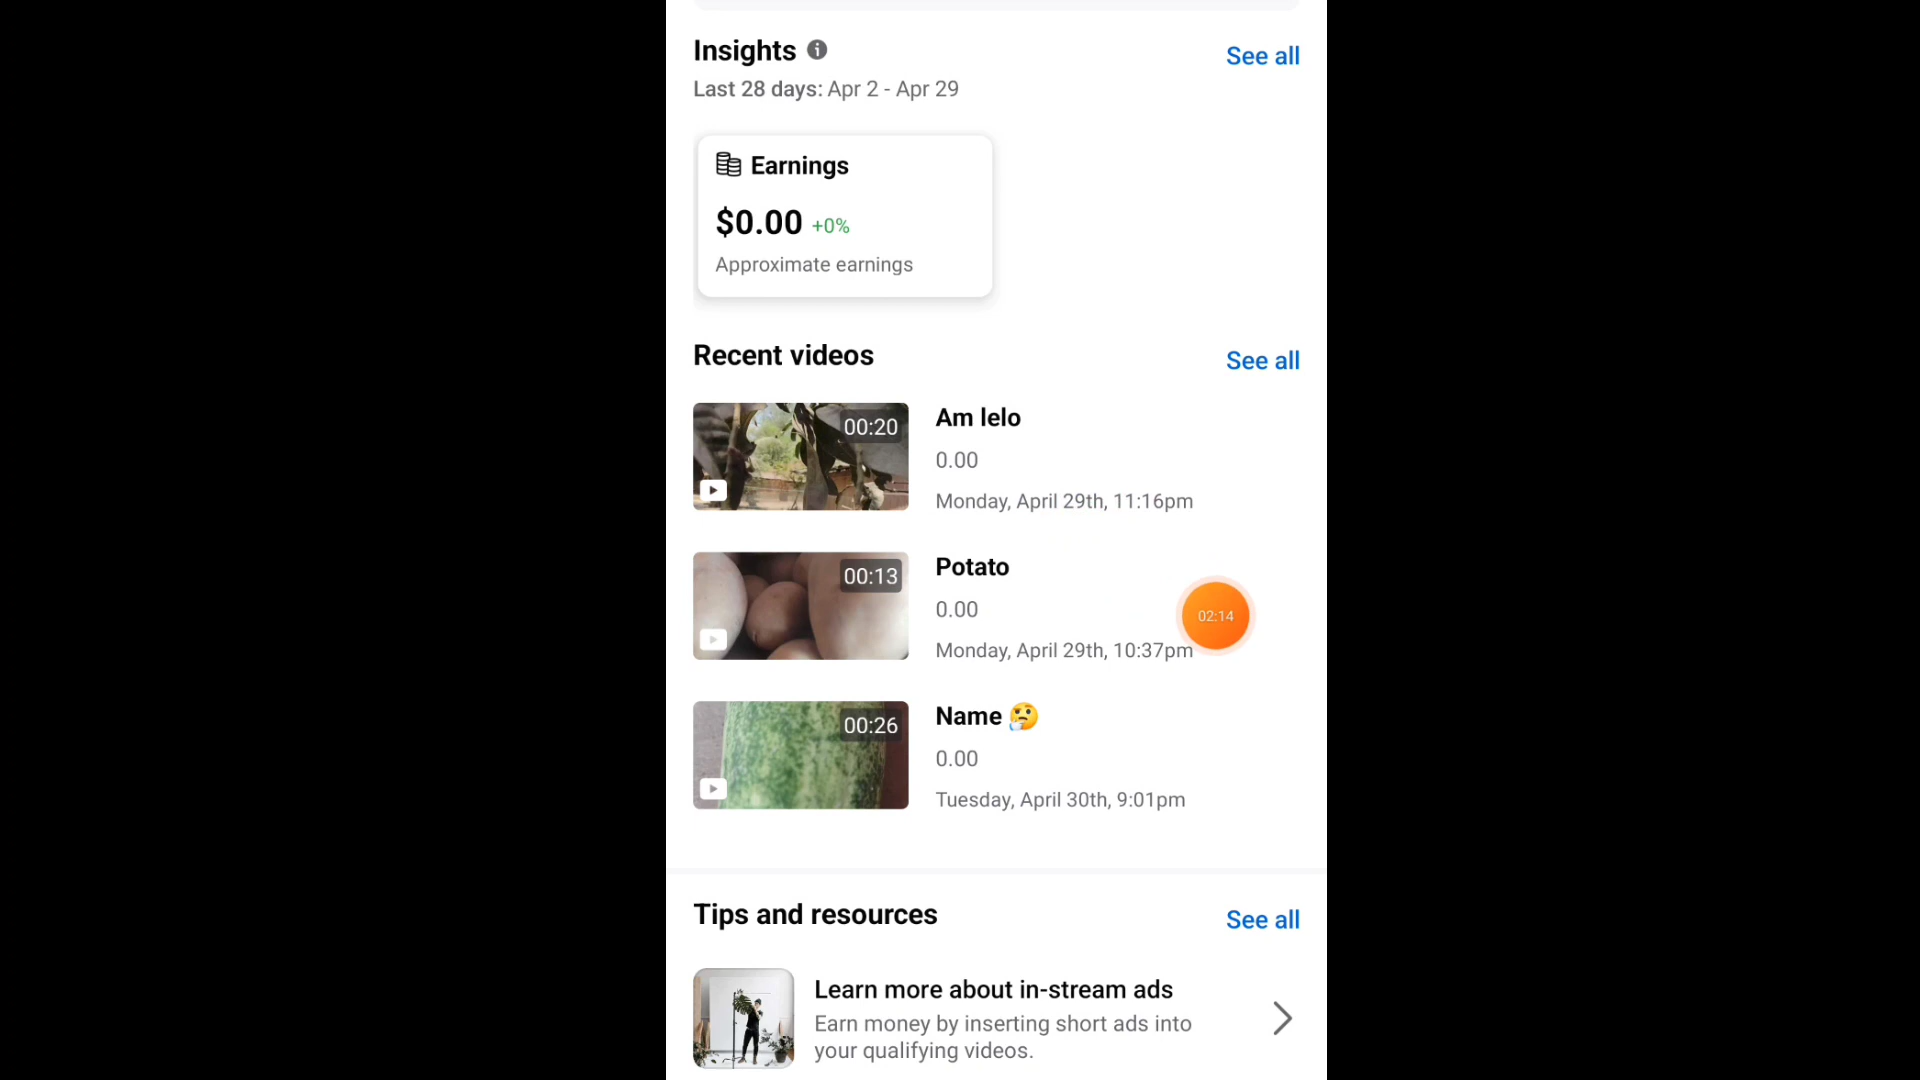 Insights
See all
Last 28 days: Apr 2 - Apr 29
Earnings
$0.00 +0%
Approximate earnings
Recent videos
See all
00:20
Am lelo
0.00
Monday, April 29th, 11:16pm
00:13
Potato
0.00
02:14
Monday, April 29th, 10:37pm
00:26
Name 🤔
0.00
Tuesday, April 30th, 9:01pm
Tips and resources
See all
Learn more about in-stream ads
Earn money by inserting short ads into
your qualifying videos.